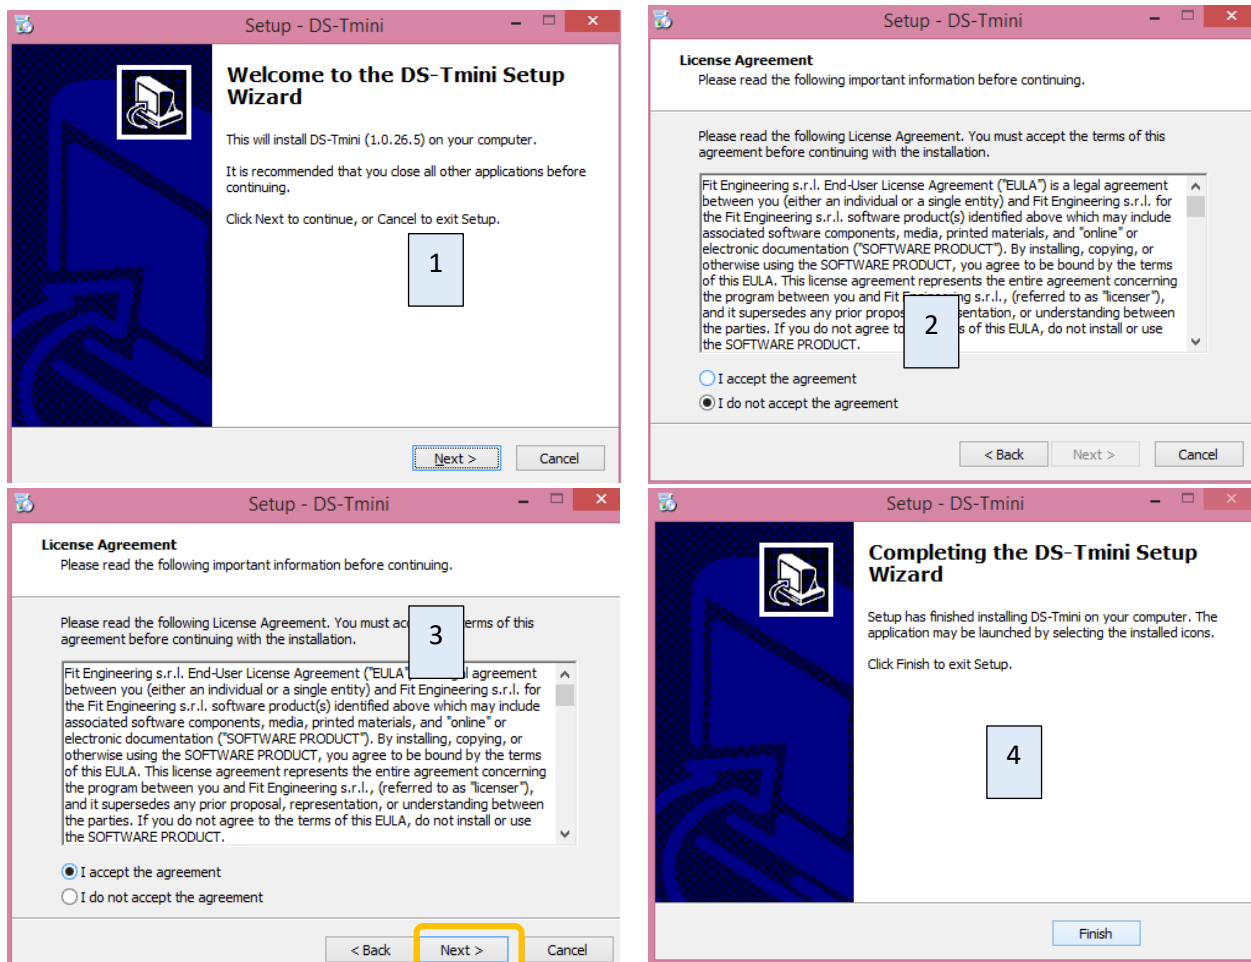 Setup - DS-Tmini
Welcome to the DS-Tmini Setup
Wizard
This will install DS-Tmini (1.0.26.5) on your computer.
It is recommended that you close all other applications before
continuing.
Click Next to continue, or Cancel to exit Setup.
1
Next >
Cancel
Setup - DS-Tmini
License Agreement
Please read the following important information before continuing.
Please read the following License Agreement. You must accept the terms of this
agreement before continuing with the installation.
Fit Engineering s.r.l. End-User License Agreement ("EULA") is a legal agreement
between you (either an individual or a single entity) and Fit Engineering s.r.l. for
the Fit Engineering s.r.l. software product(s) identified above which may include
associated software components, media, printed materials, and "online" or
electronic documentation ("SOFTWARE PRODUCT"). By installing, copying, or
otherwise using the SOFTWARE PRODUCT, you agree to be bound by the terms
of this EULA. This license agreement represents the entire agreement concerning
the program between you and Fit Engineering s.r.l., (referred to as "licenser"),
and it supersedes any prior propos sentation, or understanding between
the parties. If you do not agree to s of this EULA, do not install or use
the SOFTWARE PRODUCT.
2
I accept the agreement
I do not accept the agreement
< Back
Next >
Cancel
Setup - DS-Tmini
License Agreement
Please read the following important information before continuing.
Please read the following License Agreement. You must ac erms of this
agreement before continuing with the installation.
3
Fit Engineering s.r.l. End-User License Agreement ("EULA" l agreement
between you (either an individual or a single entity) and Fit Engineering s.r.l. for
the Fit Engineering s.r.l. software product(s) identified above which may include
associated software components, media, printed materials, and "online" or
electronic documentation ("SOFTWARE PRODUCT"). By installing, copying, or
otherwise using the SOFTWARE PRODUCT, you agree to be bound by the terms
of this EULA. This license agreement represents the entire agreement concerning
the program between you and Fit Engineering s.r.l., (referred to as "licenser"),
and it supersedes any prior proposal, representation, or understanding between
the parties. If you do not agree to the terms of this EULA, do not install or use
the SOFTWARE PRODUCT.
I accept the agreement
I do not accept the agreement
< Back
Next >
Cancel
Setup - DS-Tmini
Completing the DS-Tmini Setup
Wizard
Setup has finished installing DS-Tmini on your computer. The
application may be launched by selecting the installed icons.
Click Finish to exit Setup.
4
Finish